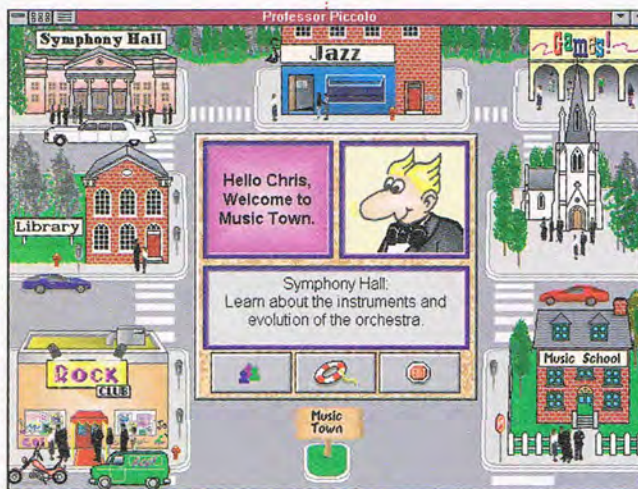 Professor Piccolo
Symphony Hall
Jazz
Games!
Hello Chris,
Welcome to
Music Town.
Library
Symphony Hall:
Learn about the instruments and
evolution of the orchestra.
ROCK
CLUB
Music School
Music
Town